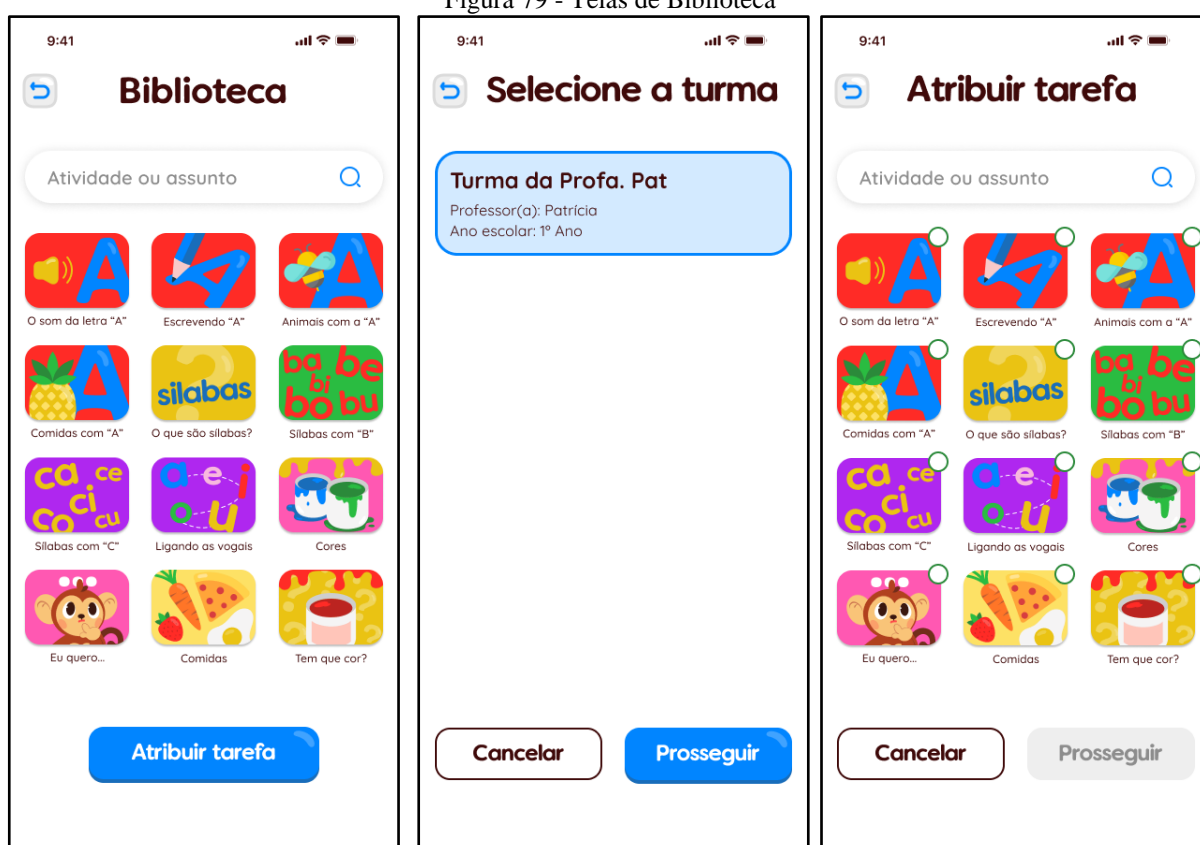 Figura 79 - Telas de Biblioteca
9:41
Biblioteca
Atividade ou assunto
A
A
A
O som da letra “A”
Escrevendo “A”
Animais com a “A”
A
?
sílabas
ba be
bi
bo bu
Comidas com “A”
O que são sílabas?
Sílabas com “B”
ca ce
ci
co cu
a e i
o u
Sílabas com “C”
Ligando as vogais
Cores
Eu quero...
Comidas
Tem que cor?
Atribuir tarefa
9:41
Selecione a turma
Turma da Profa. Pat
Professor(a): Patrícia
Ano escolar: 1º Ano
Cancelar
Prosseguir
9:41
Atribuir tarefa
Atividade ou assunto
A
A
A
O som da letra “A”
Escrevendo “A”
Animais com a “A”
A
?
sílabas
ba be
bi
bo bu
Comidas com “A”
O que são sílabas?
Sílabas com “B”
ca ce
ci
co cu
a e i
o u
Sílabas com “C”
Ligando as vogais
Cores
Eu quero...
Comidas
Tem que cor?
Cancelar
Prosseguir